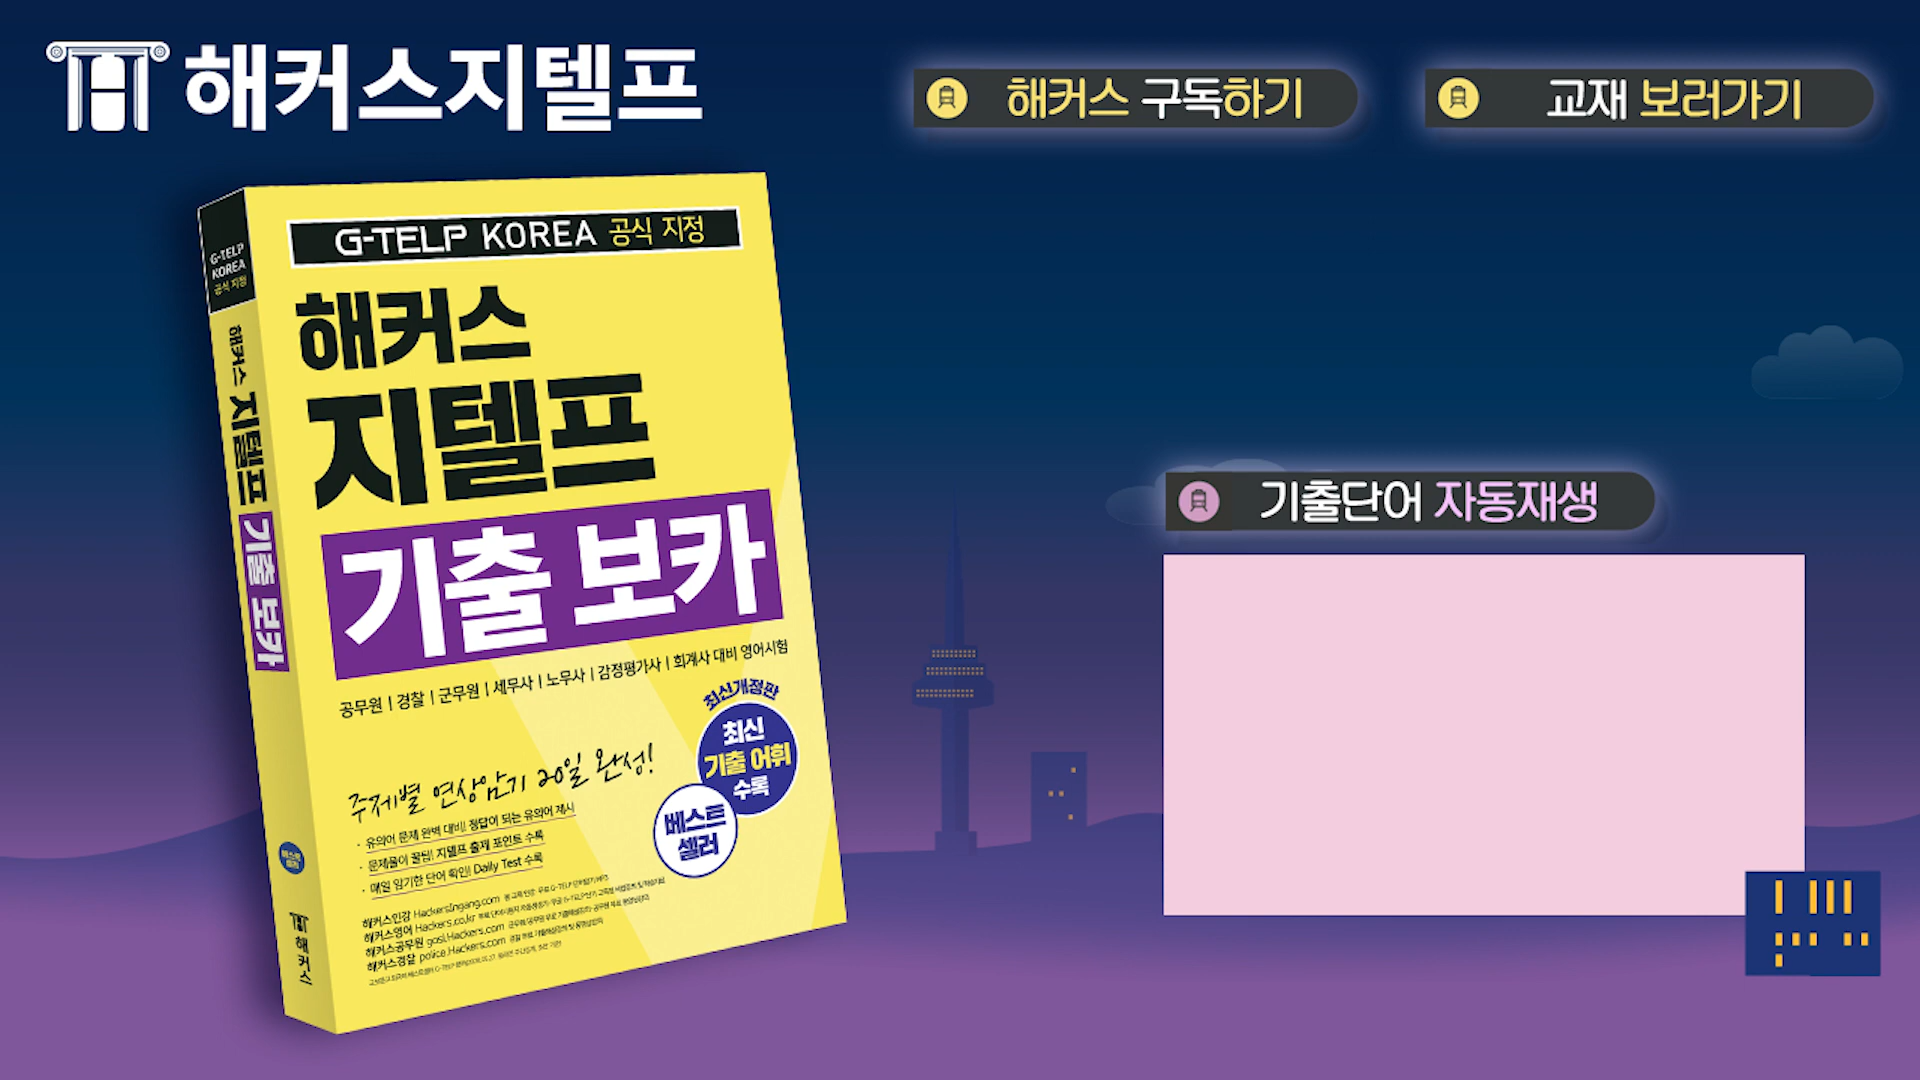 해커스지텔프
해커스 구독하기
교재 보러가기
G-TELP KOREA 공식 지정
해커스
지텔프
기출 보카
공무원 | 경찰 | 군무원 | 세무사 | 노무사 | 감정평가사 | 회계사 대비 영어시험
최신개정판
최신
기출 어휘
수록
베스트
셀러
주제별 연상암기 20일 완성!
· 유의어 문제 완벽 대비! 정답이 되는 유의어 제시
· 문제풀이 꿀팁! 지텔프 출제 포인트 수록
· 매일 암기한 단어 확인! Daily Test 수록
해커스인강 HackersIngang.com
해커스영어 Hackers.co.kr
해커스공무원 gosi.Hackers.com
해커스경찰 police.Hackers.com
G-TELP
KOREA
공식 지정
해커스 지텔프 기출 보카
해커스
기출단어 자동재생